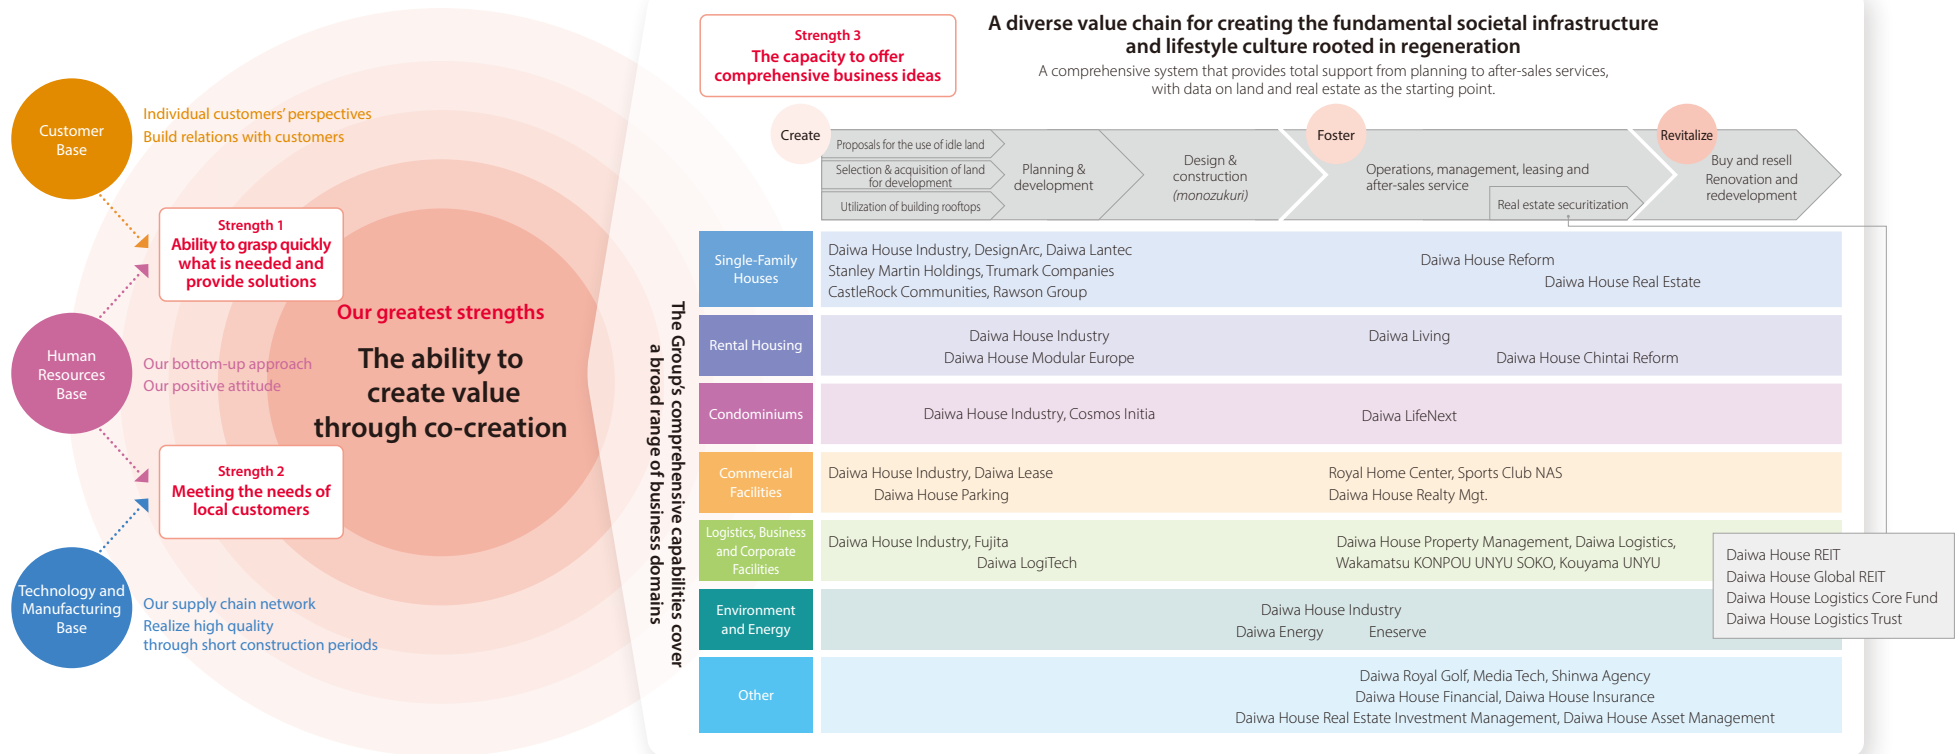 Customer
Base
Individual customers' perspectives
Build relations with customers
Strength 1
Ability to grasp quickly
what is needed and
provide solutions
Human
Resources
Base
Our bottom-up approach
Our positive attitude
Strength 2
Meeting the needs of
local customers
Technology and
Manufacturing
Base
Our supply chain network
Realize high quality
through short construction periods
Our greatest strengths
The ability to
create value
through co-creation
The Group's comprehensive capabilities cover
a broad range of business domains
Strength 3
The capacity to offer
comprehensive business ideas
A diverse value chain for creating the fundamental societal infrastructure
and lifestyle culture rooted in regeneration
A comprehensive system that provides total support from planning to after-sales services,
with data on land and real estate as the starting point.
Create
Proposals for the use of idle land
Selection & acquisition of land
for development
Utilization of building rooftops
Planning &
development
Design &
construction
(monozukuri)
Foster
Operations, management, leasing and
after-sales service
Real estate securitization
Revitalize
Buy and resell
Renovation and
redevelopment
Single-Family
Houses
Daiwa House Industry, DesignArc, Daiwa Lantec
Stanley Martin Holdings, Trumark Companies
CastleRock Communities, Rawson Group
Daiwa House Reform
Daiwa House Real Estate
Rental Housing
Daiwa House Industry
Daiwa House Modular Europe
Daiwa Living
Daiwa House Chintai Reform
Condominiums
Daiwa House Industry, Cosmos Initia
Daiwa LifeNext
Commercial
Facilities
Daiwa House Industry, Daiwa Lease
Daiwa House Parking
Royal Home Center, Sports Club NAS
Daiwa House Realty Mgt.
Logistics, Business
and Corporate
Facilities
Daiwa House Industry, Fujita
Daiwa LogiTech
Daiwa House Property Management, Daiwa Logistics,
Wakamatsu KONPOU UNYU SOKO, Kouyama UNYU
Environment
and Energy
Daiwa House Industry
Daiwa Energy Eneserve
Other
Daiwa Royal Golf, Media Tech, Shinwa Agency
Daiwa House Financial, Daiwa House Insurance
Daiwa House Real Estate Investment Management, Daiwa House Asset Management
Daiwa House REIT
Daiwa House Global REIT
Daiwa House Logistics Core Fund
Daiwa House Logistics Trust